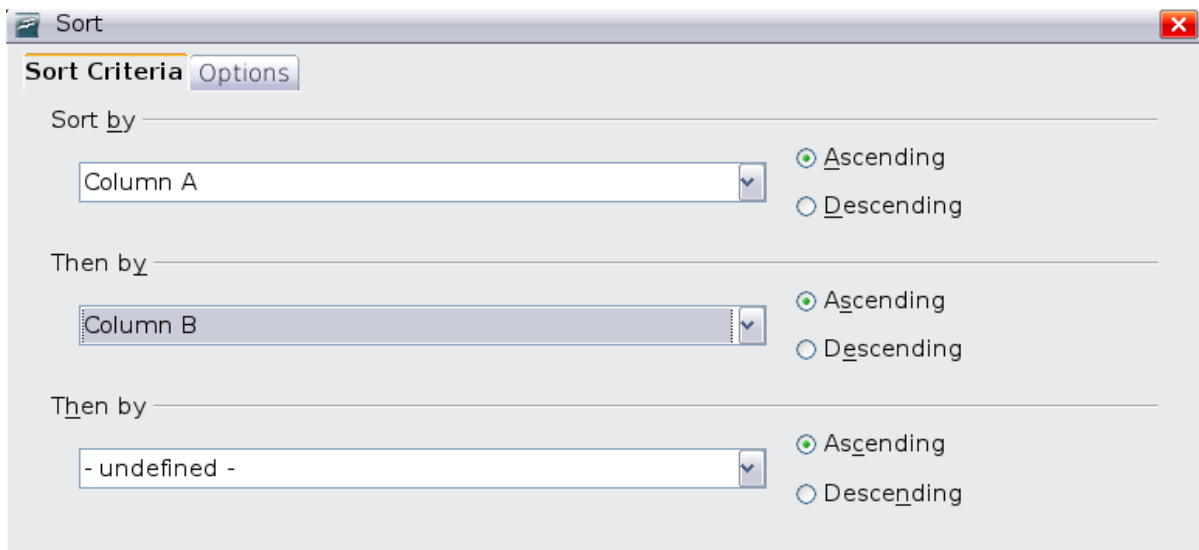 Sort
Sort Criteria Options
Sort by
Column A
Ascending
Descending
Then by
Column B
Ascending
Descending
Then by
- undefined -
Ascending
Descending